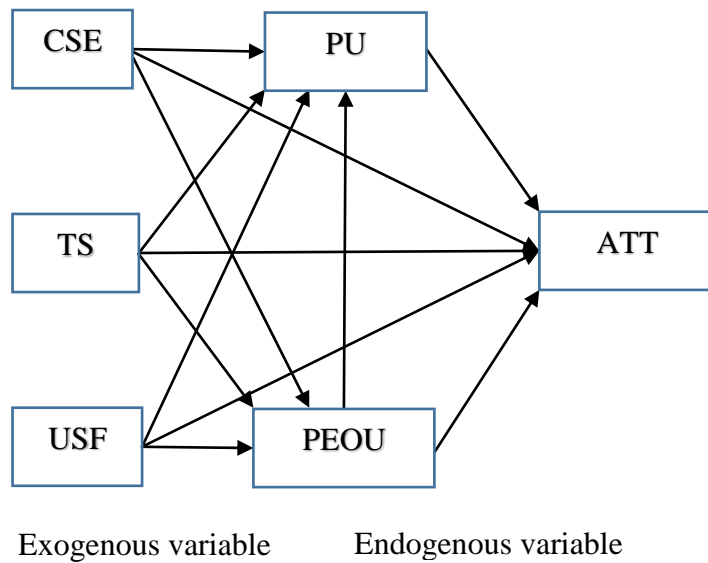 CSE
PU
TS
ATT
USF
PEOU
Exogenous variable
Endogenous variable